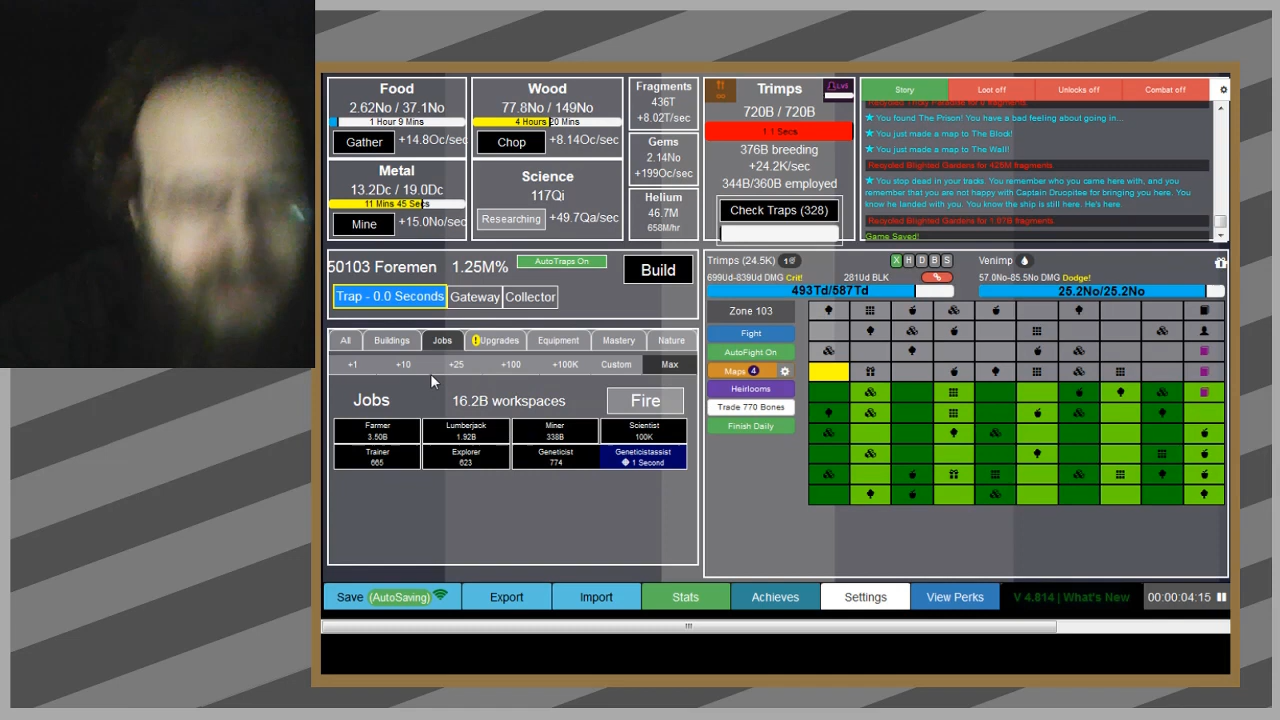 Food
2.62No / 37.1No
1 Hour 9 Mins
Gather
+14.8Oc/sec
Wood
77.8No / 149No
4 Hours 20 Mins
Chop
+8.14Oc/sec
Metal
13.2Dc / 19.0Dc
11 Mins 45 Secs
Mine
+15.0No/sec
Science
117Qi
Researching
+49.7Qa/sec
Fragments
436T
+8.02T/sec
Gems
2.14No
+199Oc/sec
Helium
46.7M
658M/hr
Trimps
720B / 720B
1.1 Secs
376B breeding
+24.2K/sec
344B/360B employed
Check Traps (328)
Story
Loot off
Unlocks off
Combat off
Recycled Tricky Paradise for 0 fragments.
You found The Prison! You have a bad feeling about going in...
You just made a map to The Block!
You just made a map to The Wall!
Recycled Blighted Gardens for 426M fragments.
You stop dead in your tracks. You remember who you came here with, and you
remember that you are not happy with Captain Druopitee for bringing you here. You
know he landed with you. You know the ship is still here. He's here.
Recycled Blighted Gardens for 1.97B fragments.
Game Saved!
50103 Foremen
1.25M%
AutoTraps On
Build
Trap - 0.0 Seconds
Gateway
Collector
All
Buildings
Jobs
Upgrades
Equipment
Mastery
Nature
+1
+10
+25
+100
+100K
Custom
Max
Jobs
16.2B workspaces
Fire
Farmer
3.50B
Lumberjack
1.92B
Miner
338B
Scientist
100K
Trainer
665
Explorer
623
Geneticist
774
Geneticistassist
1 Second
Trimps (24.5K)
1
X H D B S
699Ud-839Ud DMG Crit!
281Ud BLK
493Td/587Td
Venimp
57.0No-85.5No DMG Dodge!
25.2No/25.2No
Zone 103
Fight
AutoFight On
Maps 4
Heirlooms
Trade 770 Bones
Finish Daily
Save (AutoSaving)
Export
Import
Stats
Achieves
Settings
View Perks
V 4.814 | What's New
00:00:04:15